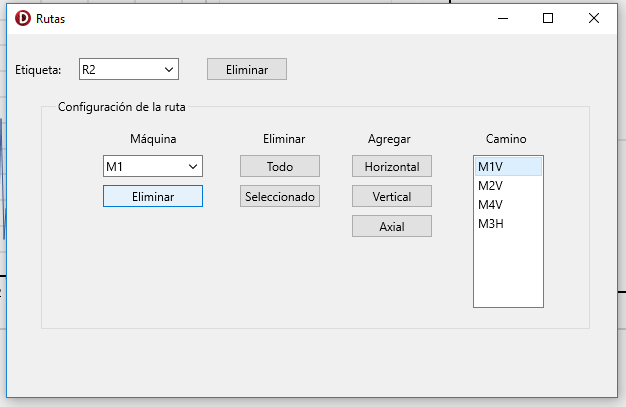 Rutas
Etiqueta: R2 Eliminar
Configuración de la ruta
Máquina Eliminar Agregar Camino
M1 Todo Horizontal M1V
Eliminar Seleccionado Vertical M2V
Axial M4V
M3H